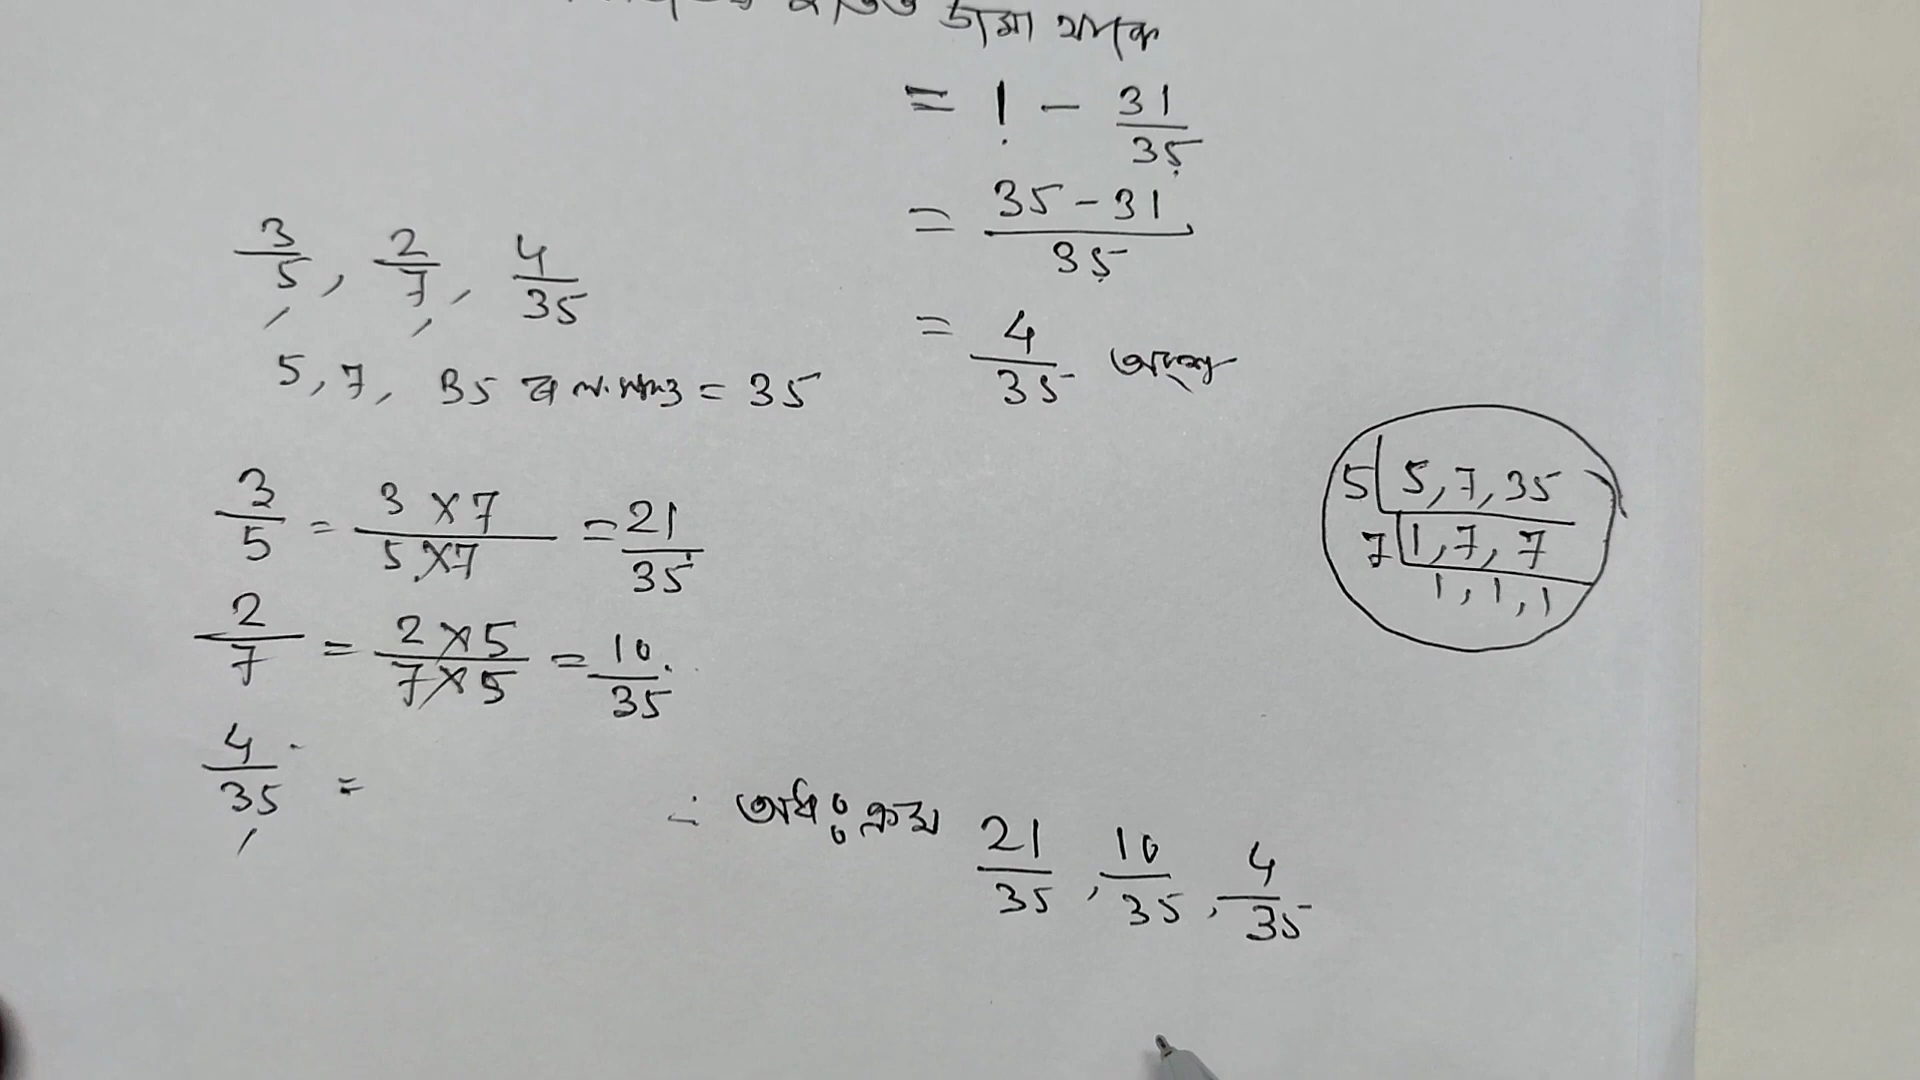 জমা থাকে
= 1 - 31/35
= 35 - 31/35
= 4/35 অংশ
3/5, 2/7, 4/35
5, 7, 35 র ল.সাগু = 35
3/5 = 3 × 7/5 × 7 = 21/35
2/7 = 2 × 5/7 × 5 = 10/35
4/35 =
5 | 5, 7, 35
7 | 1, 7, 7
1, 1, 1
∴ অধঃক্রম 21/35, 10/35, 4/35